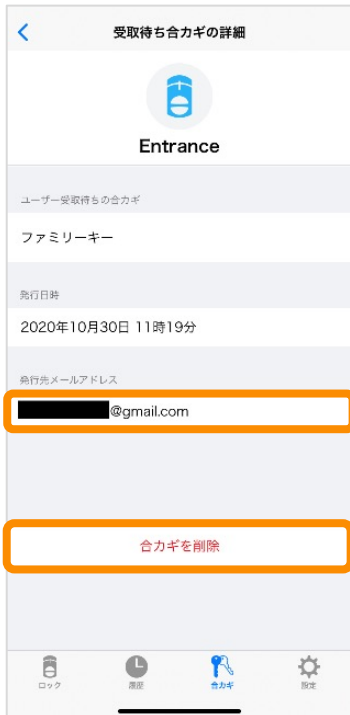 受取待ち合カギの詳細
Entrance
ユーザー受取待ちの合カギ
ファミリーキー
発行日時
2020年10月30日 11時19分
発行先メールアドレス
@gmail.com
合カギを削除
ロック
履歴
合カギ
設定